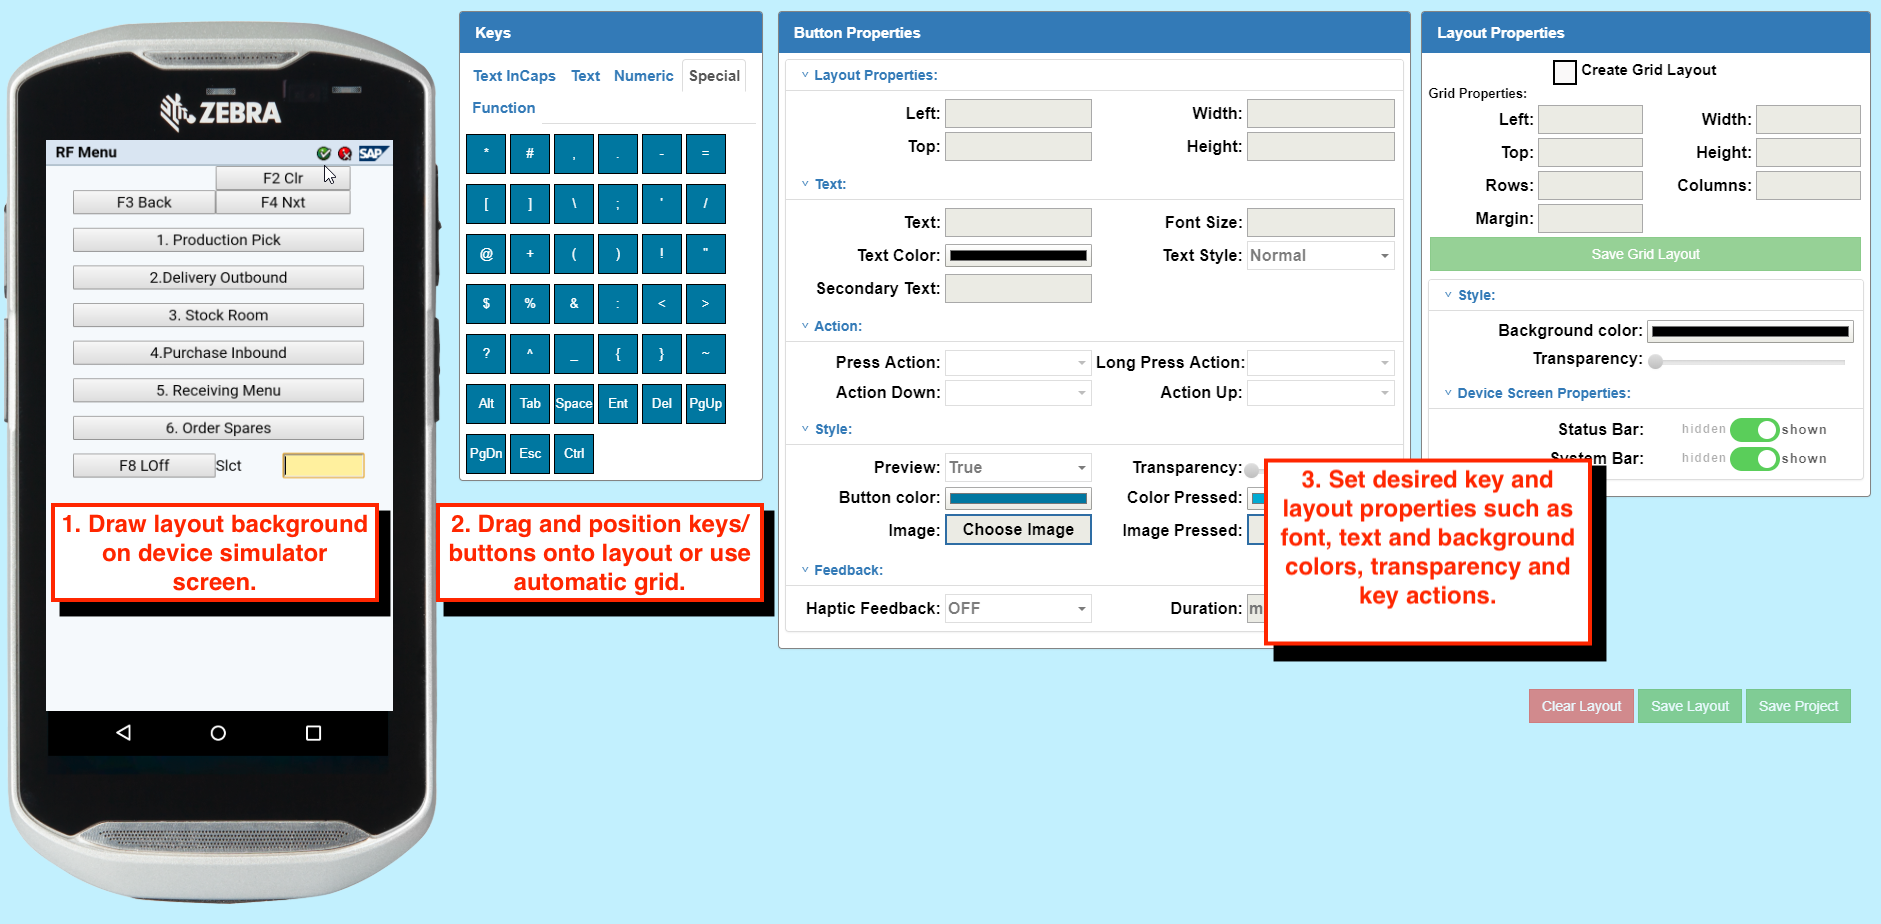 ZEBRA
RF Menu
SAP
F2 Clr
F3 Back
F4 Nxt
1. Production Pick
2.Delivery Outbound
3. Stock Room
4.Purchase Inbound
5. Receiving Menu
6. Order Spares
F8 LOff
Slct
1. Draw layout background
on device simulator
screen.
Keys
Text InCaps Text Numeric Special
Function
* # , . - =
[ ] \ ; ' /
@ + ( ) ! "
$ % & : < >
? ^ _ { } ~
Alt Tab Space Ent Del PgUp
PgDn Esc Ctrl
2. Drag and position keys/
buttons onto layout or use
automatic grid.
Button Properties
Layout Properties:
Left: Width:
Top: Height:
Text:
Text: Font Size:
Text Color: Text Style: Normal
Secondary Text:
Action:
Press Action: Long Press Action:
Action Down: Action Up:
Style:
Preview: True Transparency:
Button color: Color Pressed:
Image: Choose Image Image Pressed:
Feedback:
Haptic Feedback: OFF Duration: m
3. Set desired key and
layout properties such as
font, text and background
colors, transparency and
key actions.
Layout Properties
Create Grid Layout
Grid Properties:
Left: Width:
Top: Height:
Rows: Columns:
Margin:
Save Grid Layout
Style:
Background color:
Transparency:
Device Screen Properties:
Status Bar: hidden shown
System Bar: hidden shown
Clear Layout Save Layout Save Project